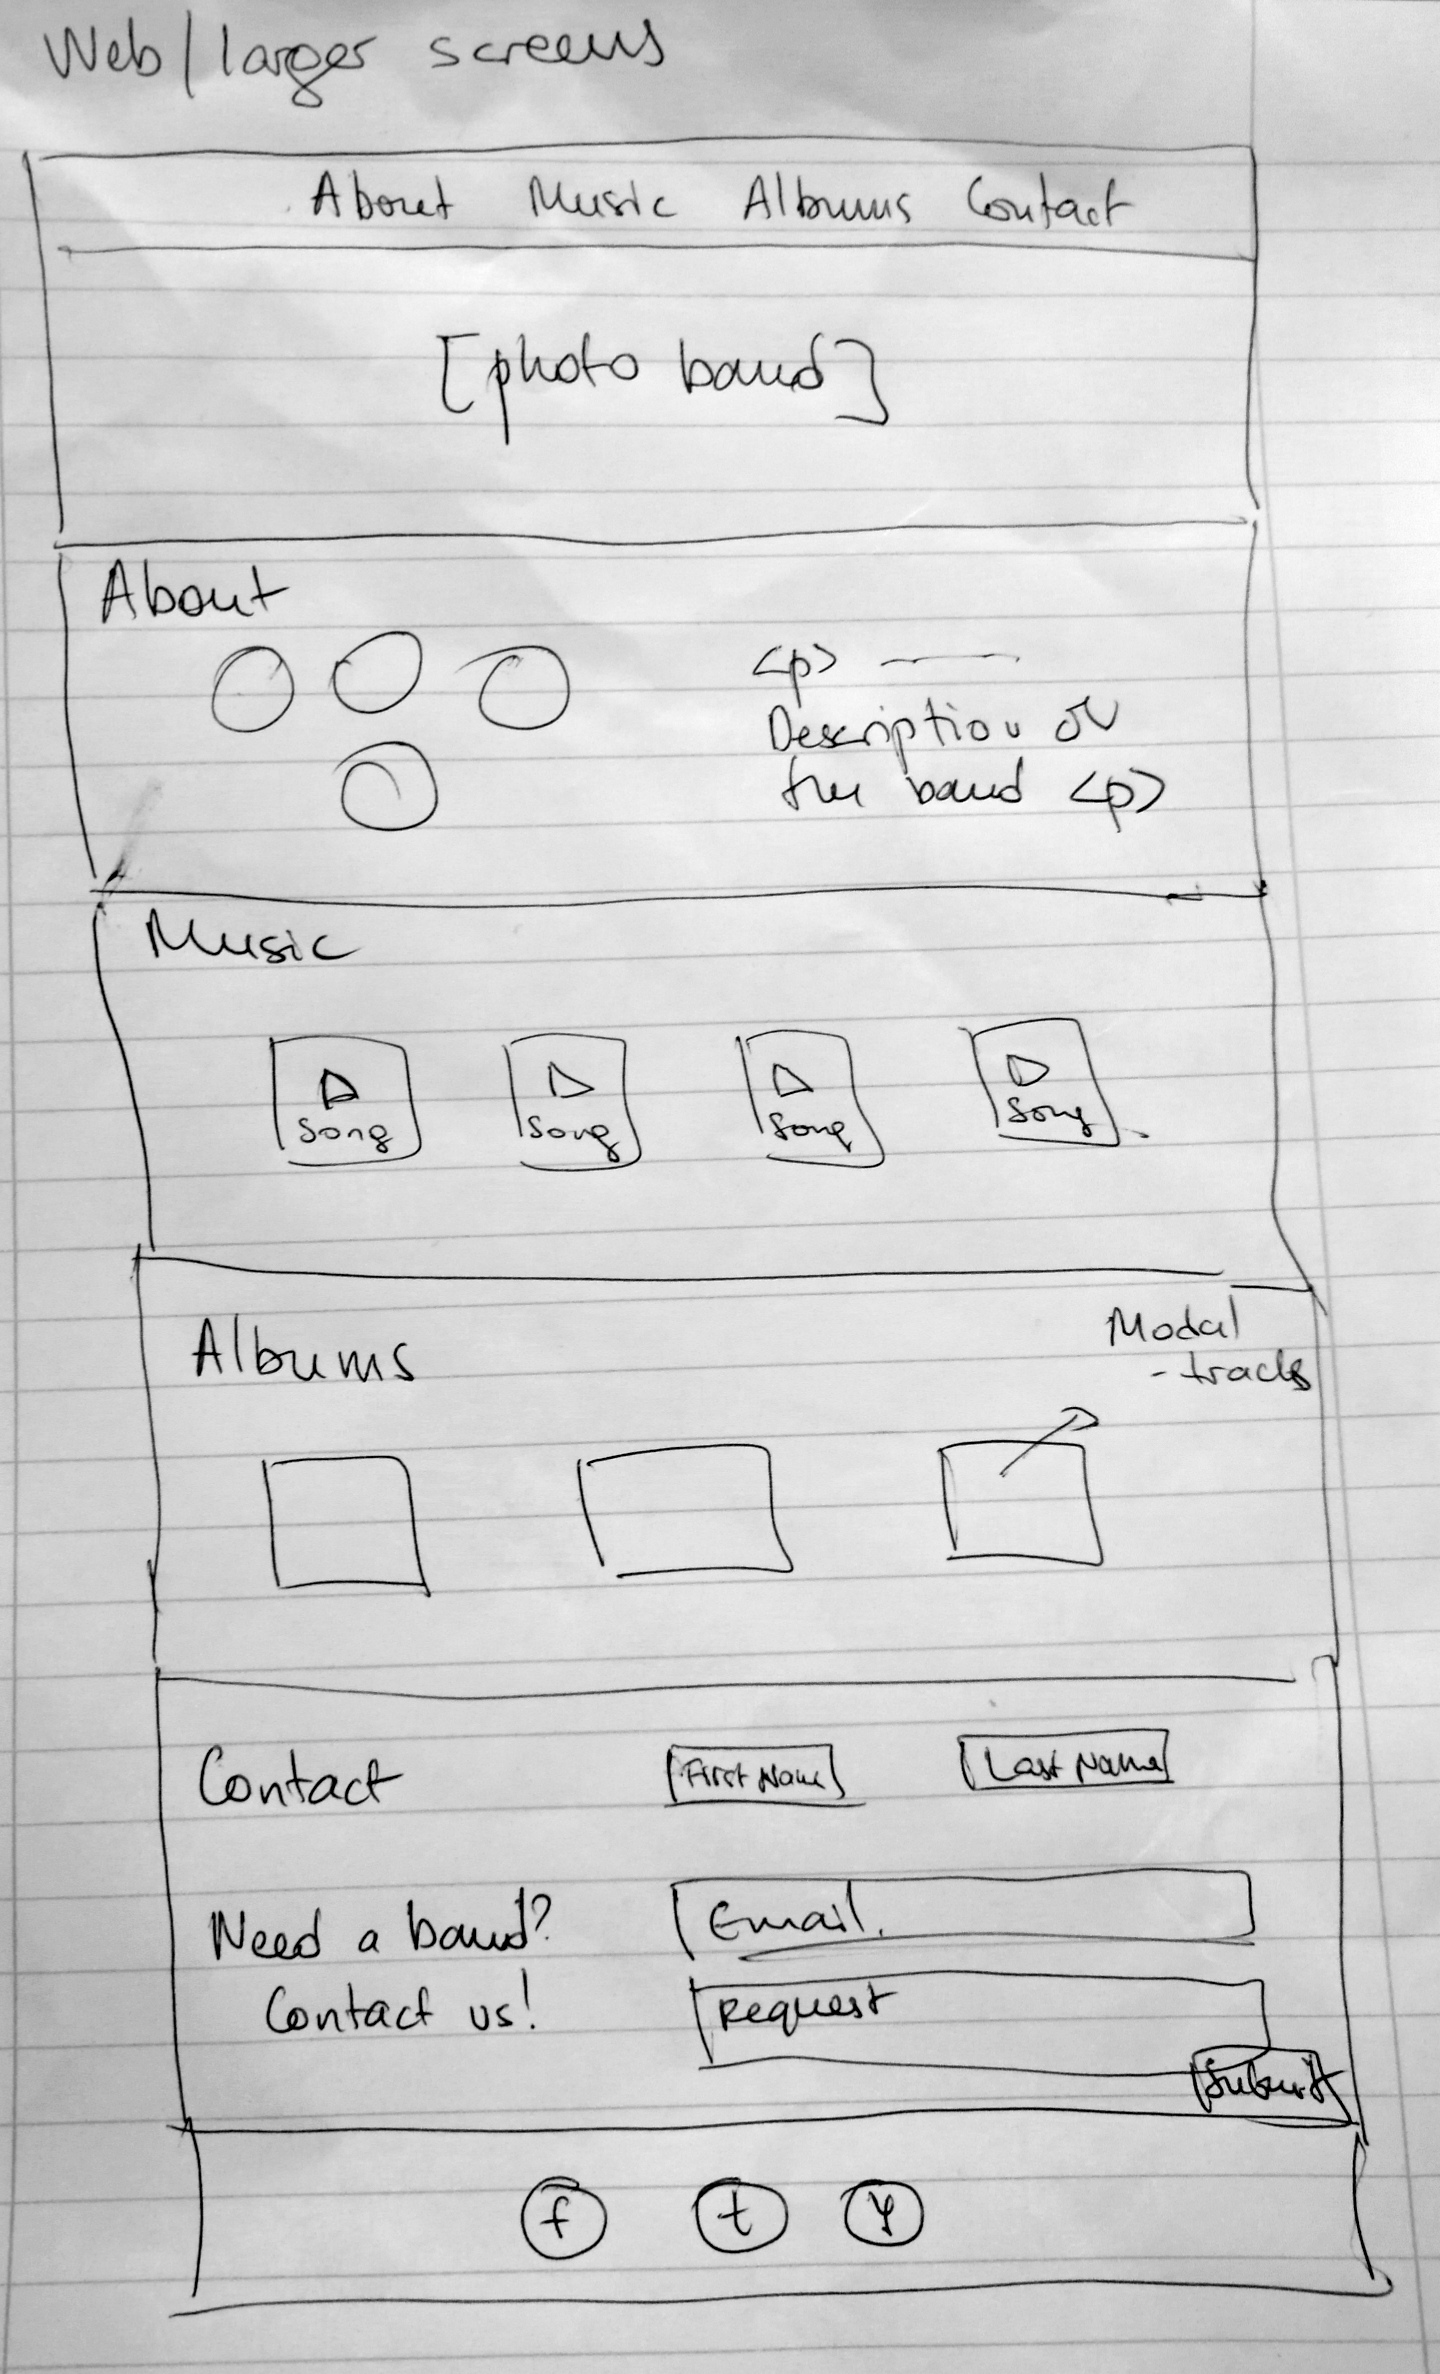 Web/larger screens
About Music Albums Contact
[photo band]
About
<p> —
Description of
the band <p>
Music
Song Song Song Song
Modal
- tracks
Albums
Contact
First Name Last Name
Need a band?
Contact us!
Email.
Request
Submit
f t y